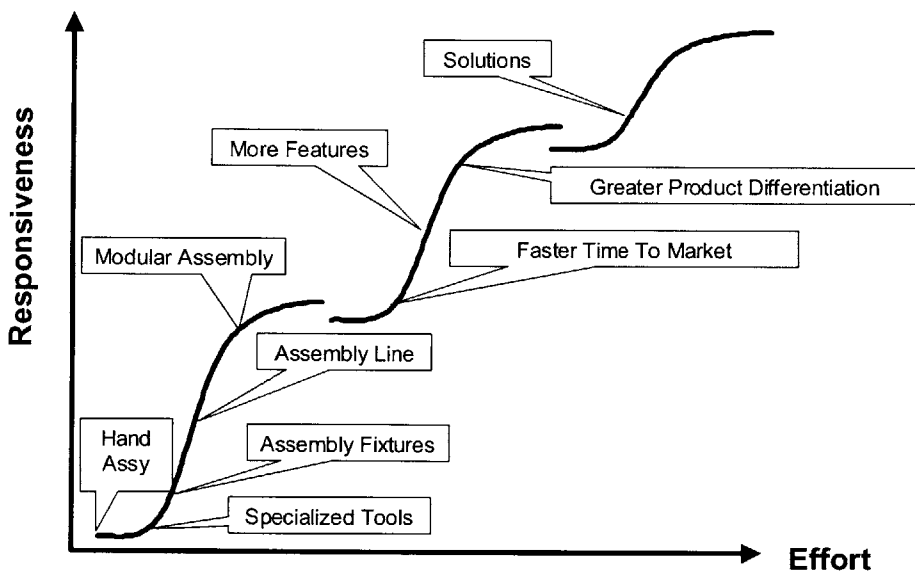 Solutions
More Features
Greater Product Differentiation
Modular Assembly
Faster Time To Market
Responsiveness
Assembly Line
Hand
Assy
Assembly Fixtures
Specialized Tools
Effort